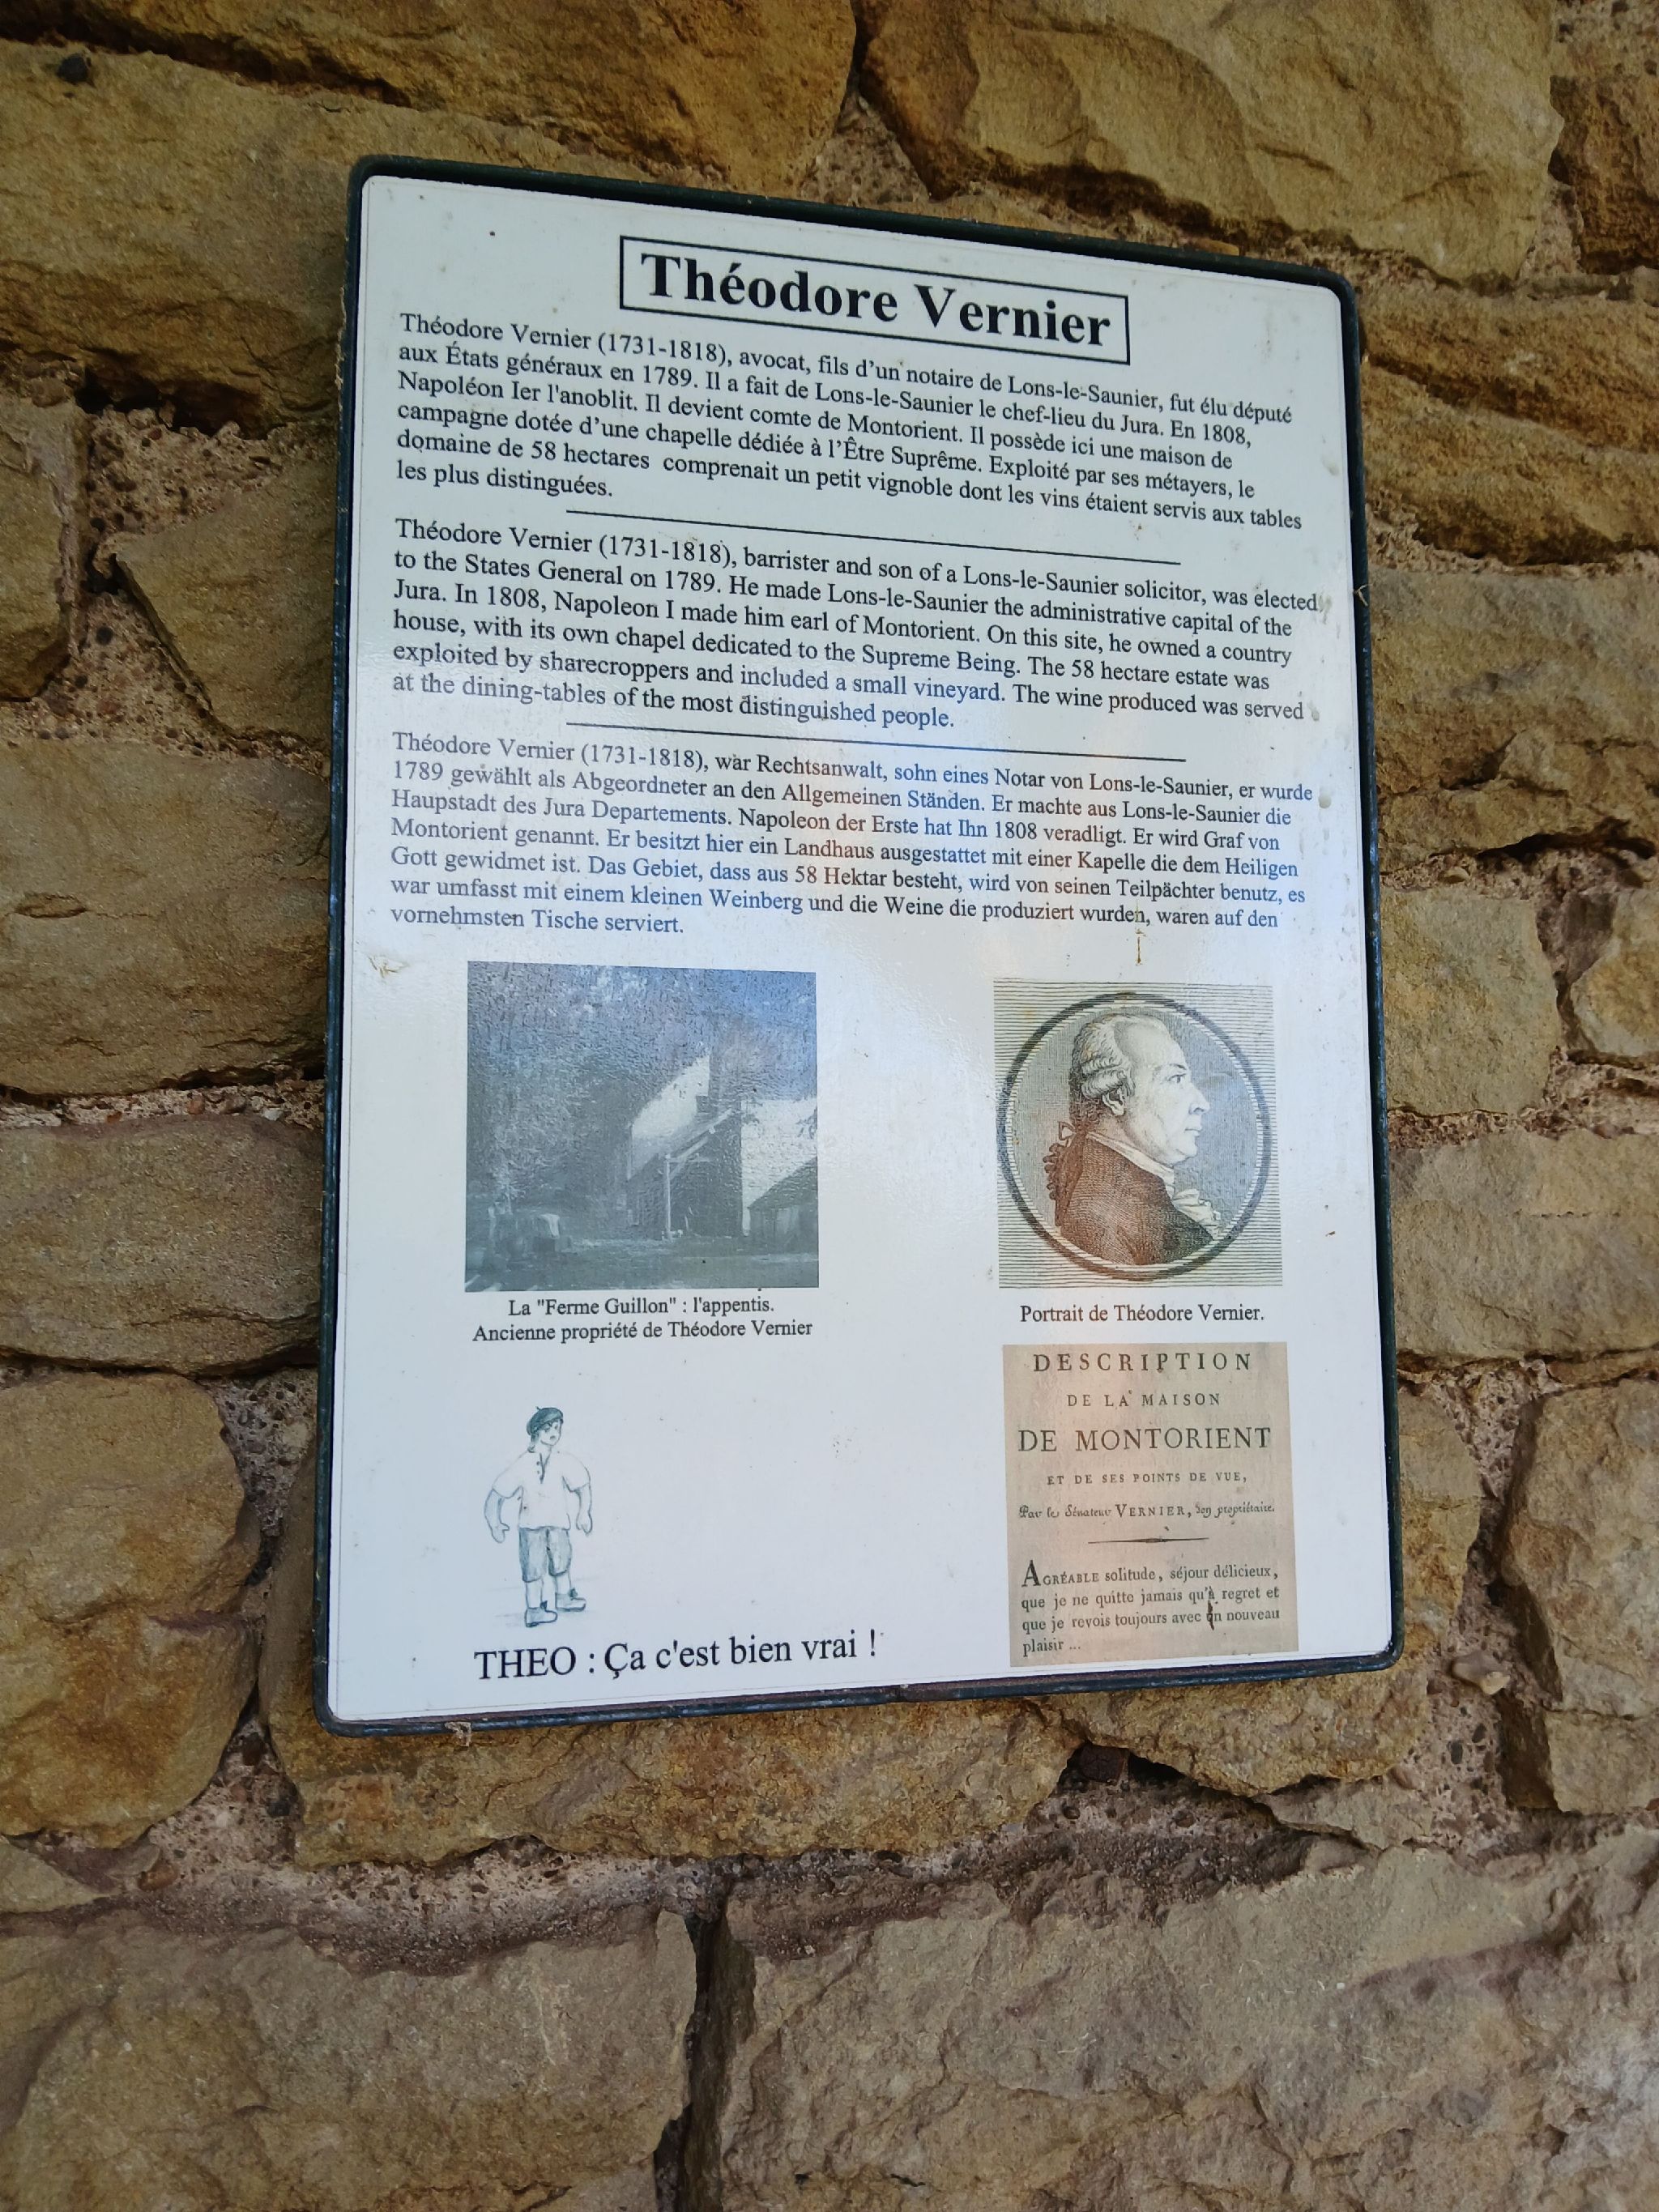 Théodore Vernier
Théodore Vernier (1731-1818), avocat, fils d'un notaire de Lons-le-Saunier, fut élu député
aux États généraux en 1789. Il a fait de Lons-le-Saunier le chef-lieu du Jura. En 1808,
Napoléon Ier l'anoblit. Il devient comte de Montorient. Il possède ici une maison de
campagne dotée d'une chapelle dédiée à l'Être Suprême. Exploité par ses métayers, le
domaine de 58 hectares comprenait un petit vignoble dont les vins étaient servis aux tables
les plus distinguées.
Théodore Vernier (1731-1818), barrister and son of a Lons-le-Saunier solicitor, was elected
to the States General on 1789. He made Lons-le-Saunier the administrative capital of the
Jura. In 1808, Napoleon I made him earl of Montorient. On this site, he owned a country
house, with its own chapel dedicated to the Supreme Being. The 58 hectare estate was
exploited by sharecroppers and included a small vineyard. The wine produced was served
at the dining-tables of the most distinguished people.
Théodore Vernier (1731-1818), war Rechtsanwalt, sohn eines Notar von Lons-le-Saunier, er wurde
1789 gewählt als Abgeordneter an den Allgemeinen Ständen. Er machte aus Lons-le-Saunier die
Haupstadt des Jura Departements. Napoleon der Erste hat Ihn 1808 veradligt. Er wird Graf von
Montorient genannt. Er besitzt hier ein Landhaus ausgestattet mit einer Kapelle die dem Heiligen
Gott gewidmet ist. Das Gebiet, dass aus 58 Hektar besteht, wird von seinen Teilpächter benutz, es
war umfasst mit einem kleinen Weinberg und die Weine die produziert wurden, waren auf den
vornehmsten Tische serviert.
La "Ferme Guillon" : l'appentis.
Ancienne propriété de Théodore Vernier
Portrait de Théodore Vernier.
DESCRIPTION
DE LA MAISON
DE MONTORIENT
ET DE SES POINTS DE VUE,
Par le Sénateur VERNIER, son propriétaire.
AGRÉABLE solitude, séjour délicieux,
que je ne quitte jamais qu'à regret et
que je revois toujours avec un nouveau
plaisir ...
THEO : Ça c'est bien vrai !